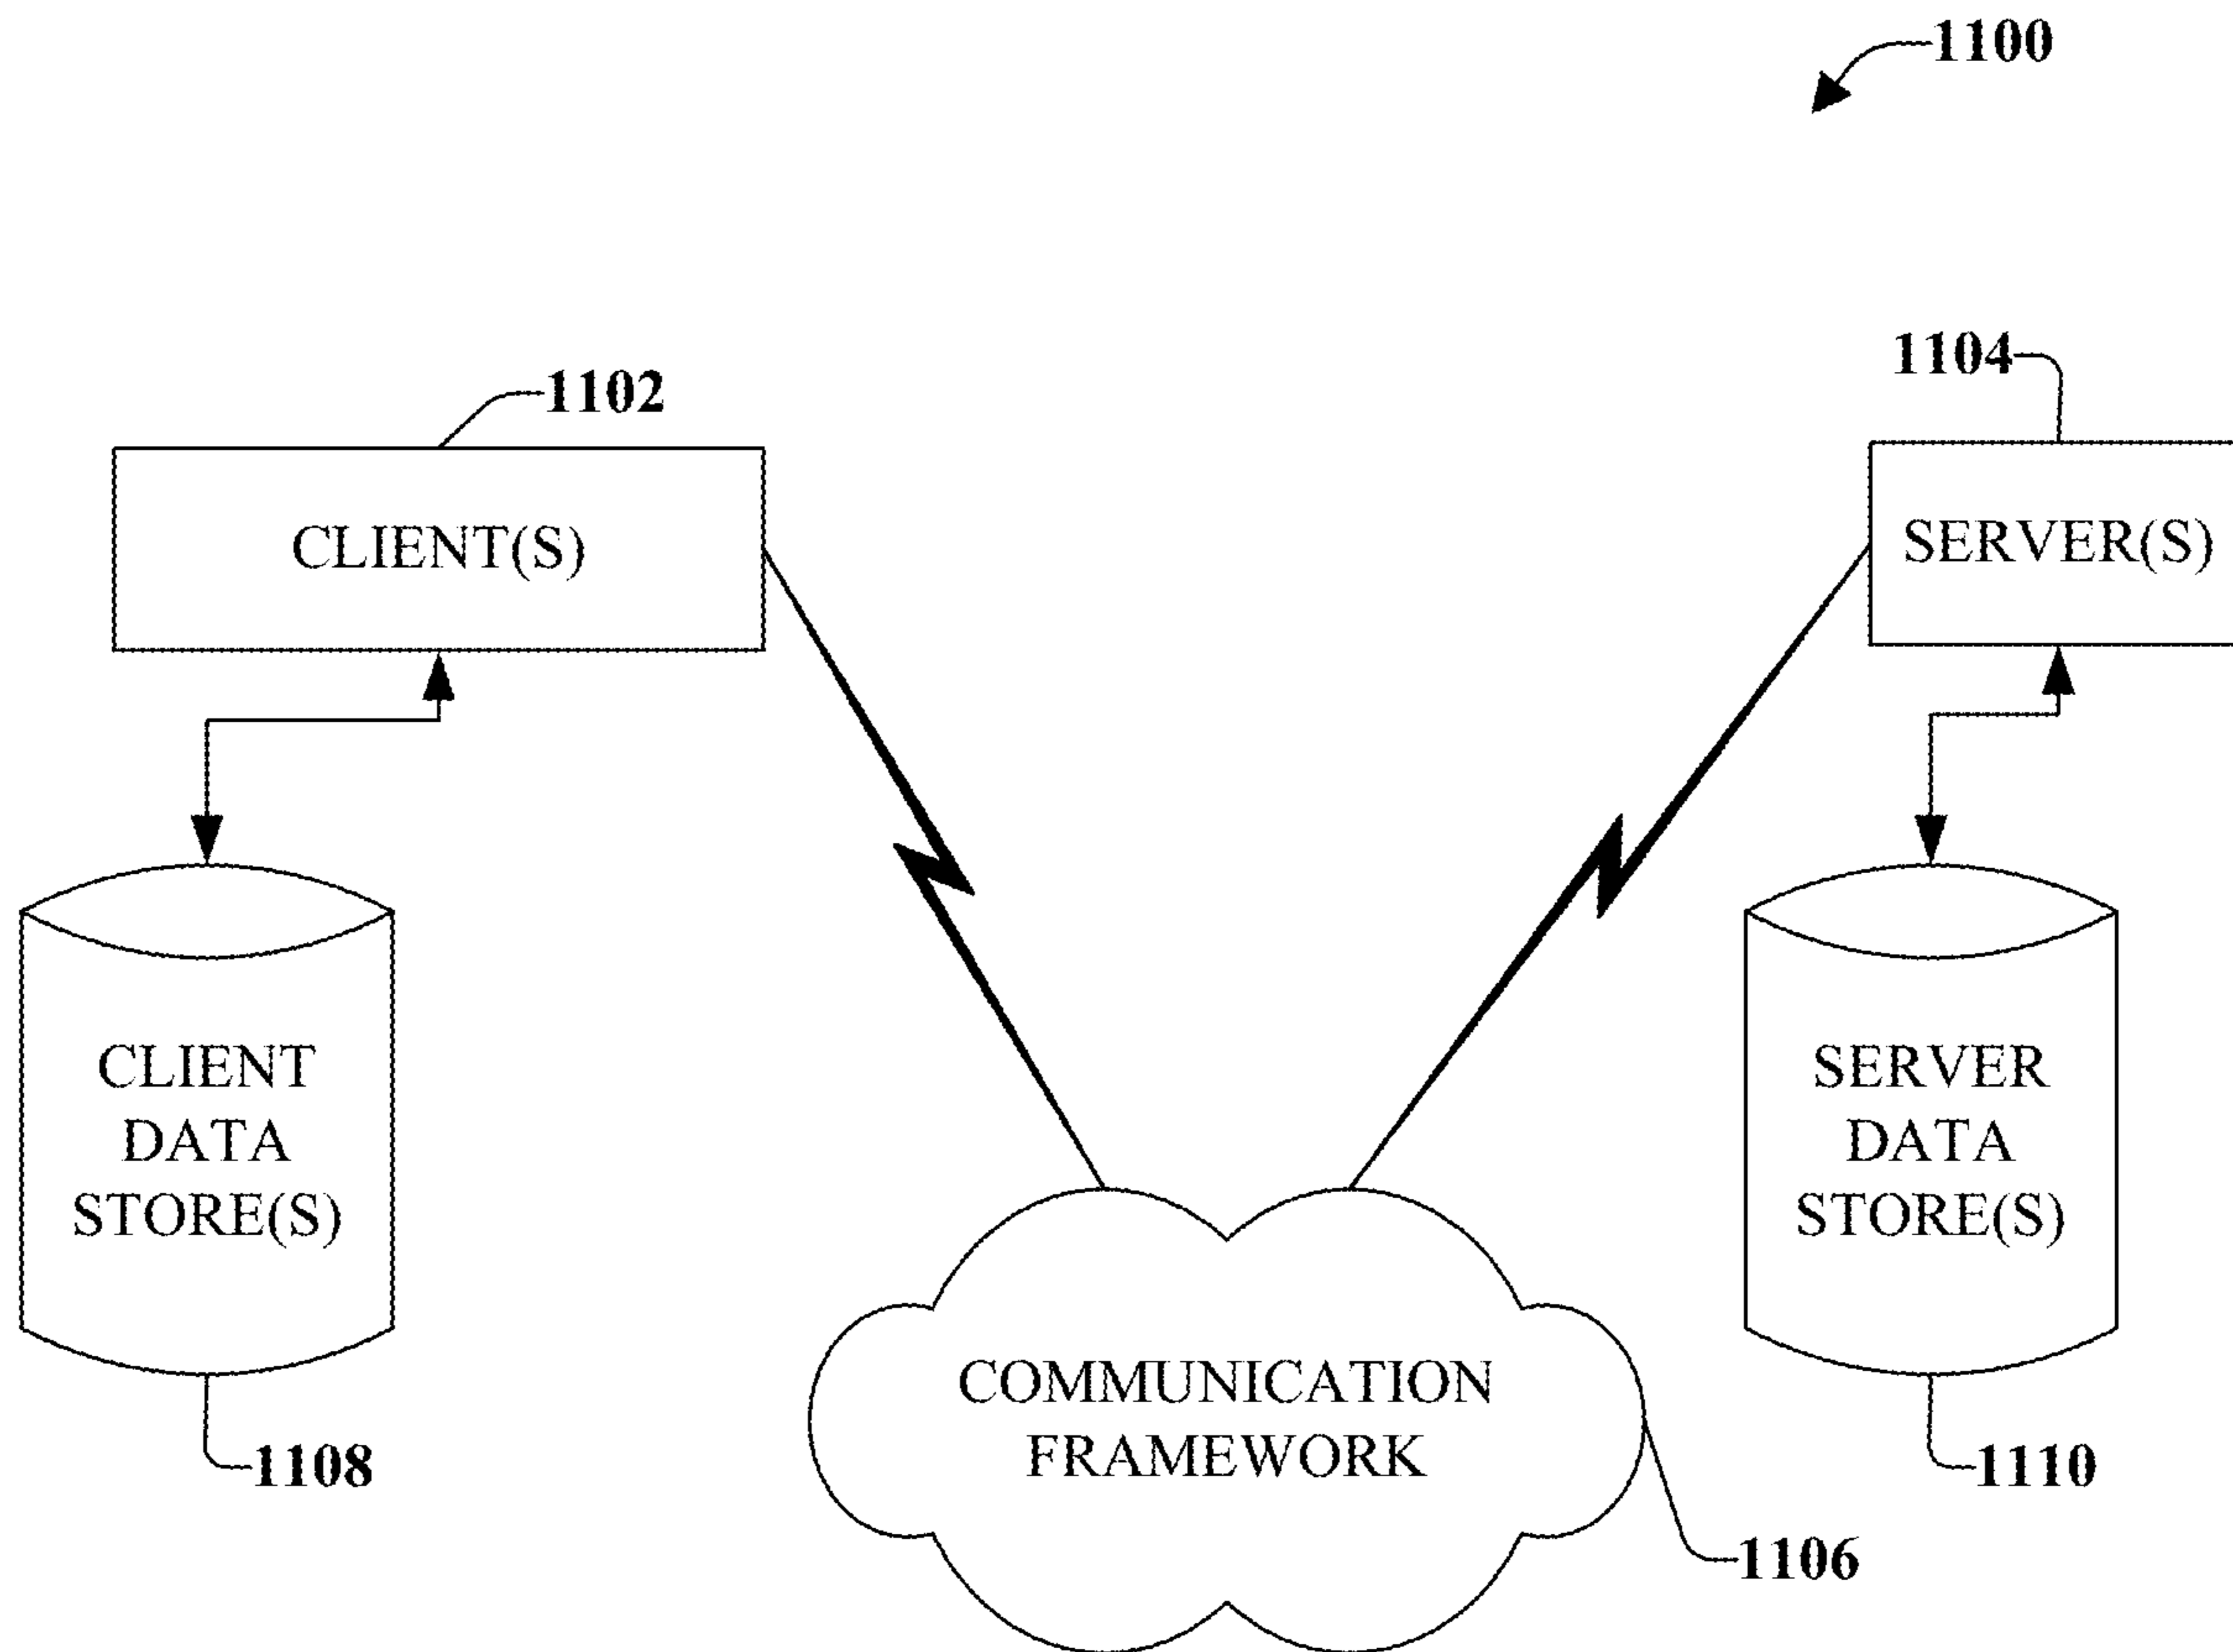 1100
1104
1102
CLIENT(S)
SERVER(S)
CLIENT
DATA
STORE(S)
SERVER
DATA
STORE(S)
COMMUNICATION
FRAMEWORK
1108
1110
1106